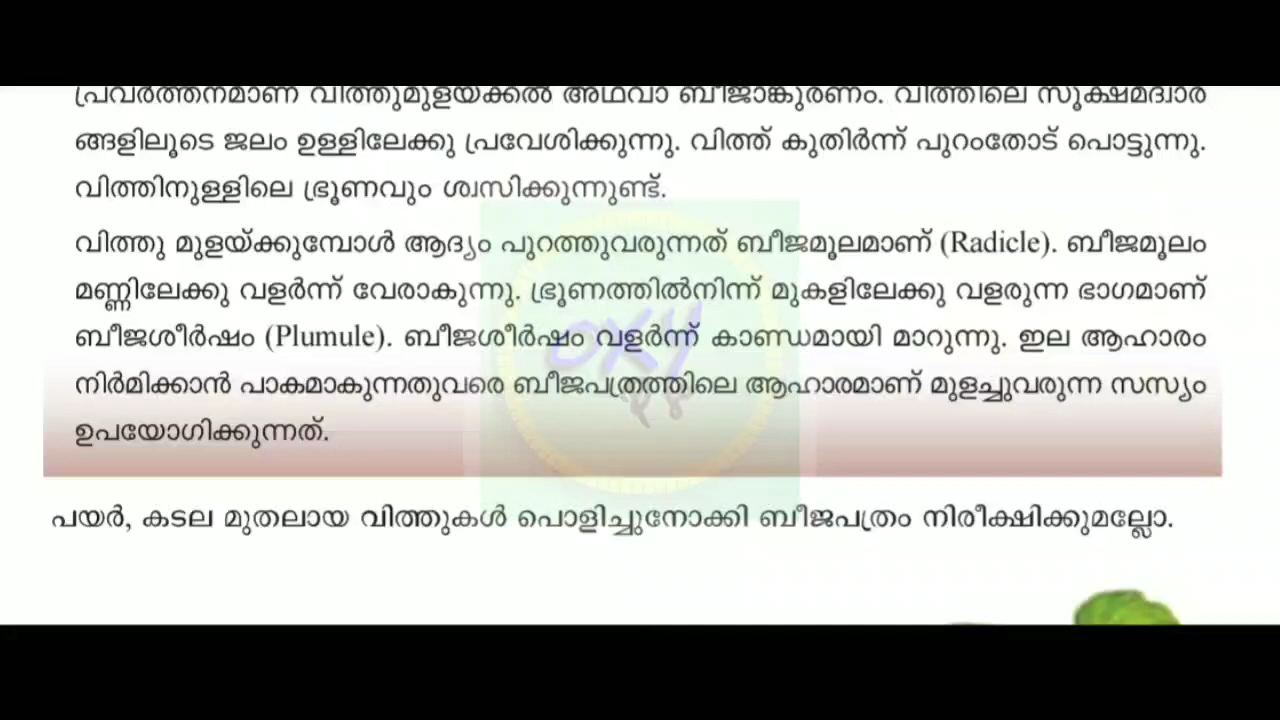 പ്രവർത്തനമാണ് വിത്തുമുളയ്ക്കൽ അഥവാ ബീജാങ്കുരണം. വിത്തിലെ സൂക്ഷ്മദ്വാര
ങ്ങളിലൂടെ ജലം ഉള്ളിലേക്കു പ്രവേശിക്കുന്നു. വിത്ത് കുതിർന്ന് പുറംതോട് പൊട്ടുന്നു.
വിത്തിനുള്ളിലെ ഭ്രൂണവും ശ്വസിക്കുന്നുണ്ട്.
വിത്തു മുളയ്ക്കുമ്പോൾ ആദ്യം പുറത്തുവരുന്നത് ബീജമൂലമാണ് (Radicle). ബീജമൂലം
മണ്ണിലേക്കു വളർന്ന് വേരാകുന്നു. ഭ്രൂണത്തിൽനിന്ന് മുകളിലേക്കു വളരുന്ന ഭാഗമാണ്
ബീജശീർഷം (Plumule). ബീജശീർഷം വളർന്ന് കാണ്ഡമായി മാറുന്നു. ഇല ആഹാരം
നിർമിക്കാൻ പാകമാകുന്നതുവരെ ബീജപത്രത്തിലെ ആഹാരമാണ് മുളച്ചുവരുന്ന സസ്യം
ഉപയോഗിക്കുന്നത്.
OXY
പയർ, കടല മുതലായ വിത്തുകൾ പൊളിച്ചുനോക്കി ബീജപത്രം നിരീക്ഷിക്കുമല്ലോ.